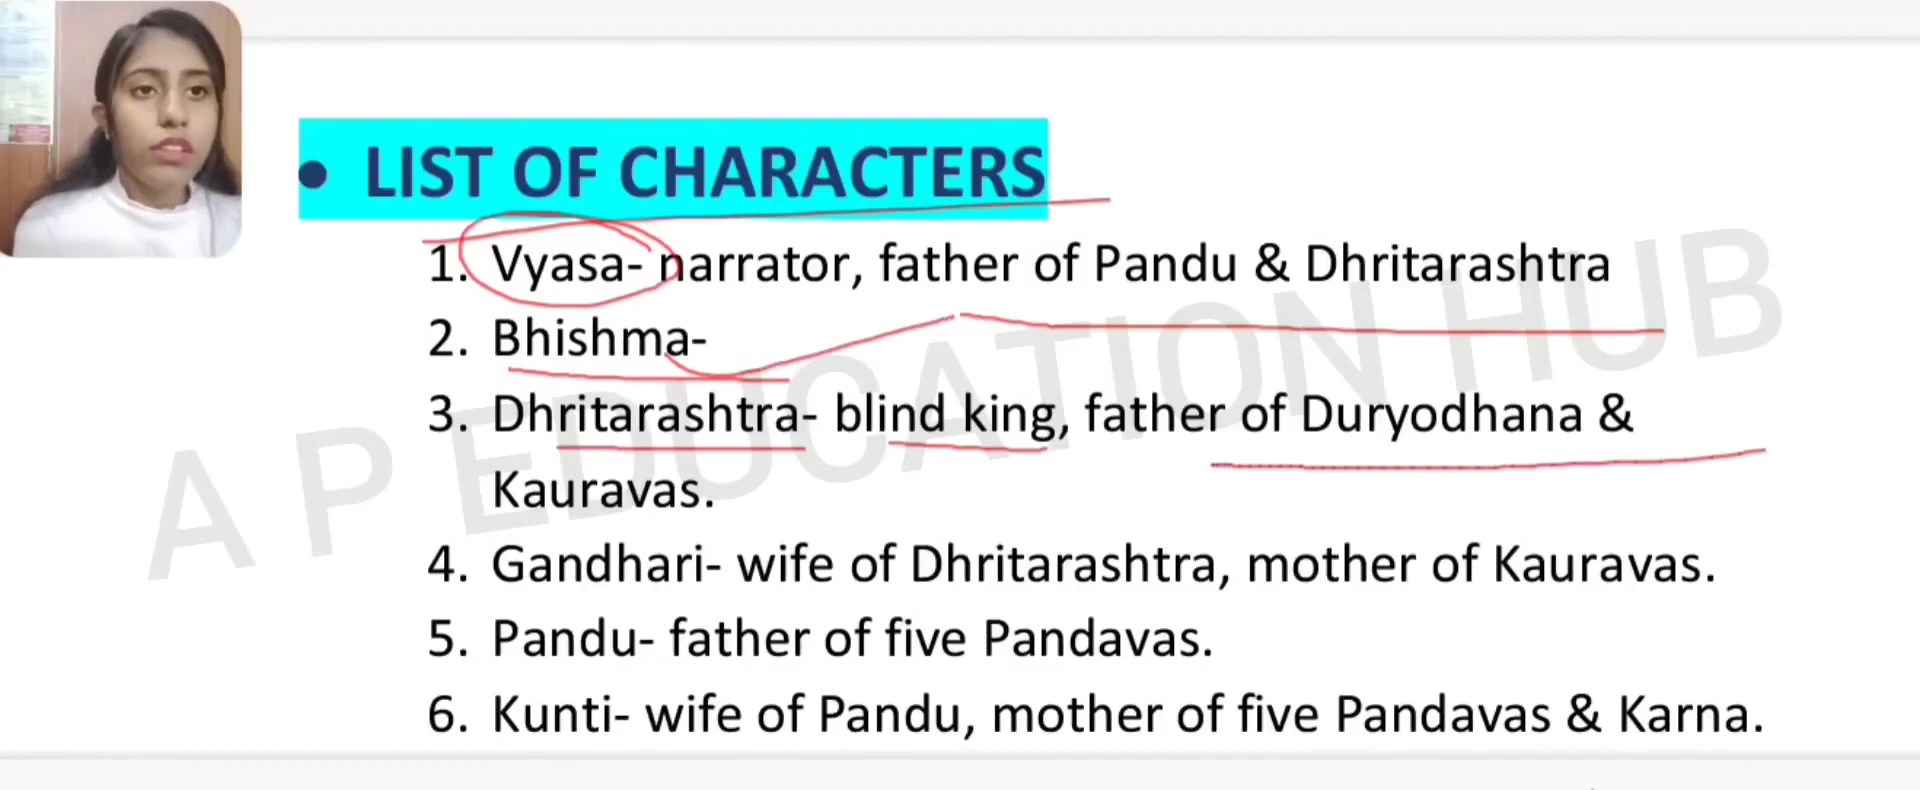 • LIST OF CHARACTERS
1. Vyasa- narrator, father of Pandu & Dhritarashtra
2. Bhishma-
3. Dhritarashtra- blind king, father of Duryodhana &
Kauravas.
4. Gandhari- wife of Dhritarashtra, mother of Kauravas.
5. Pandu- father of five Pandavas.
6. Kunti- wife of Pandu, mother of five Pandavas & Karna.
A P EDUCATION HUB